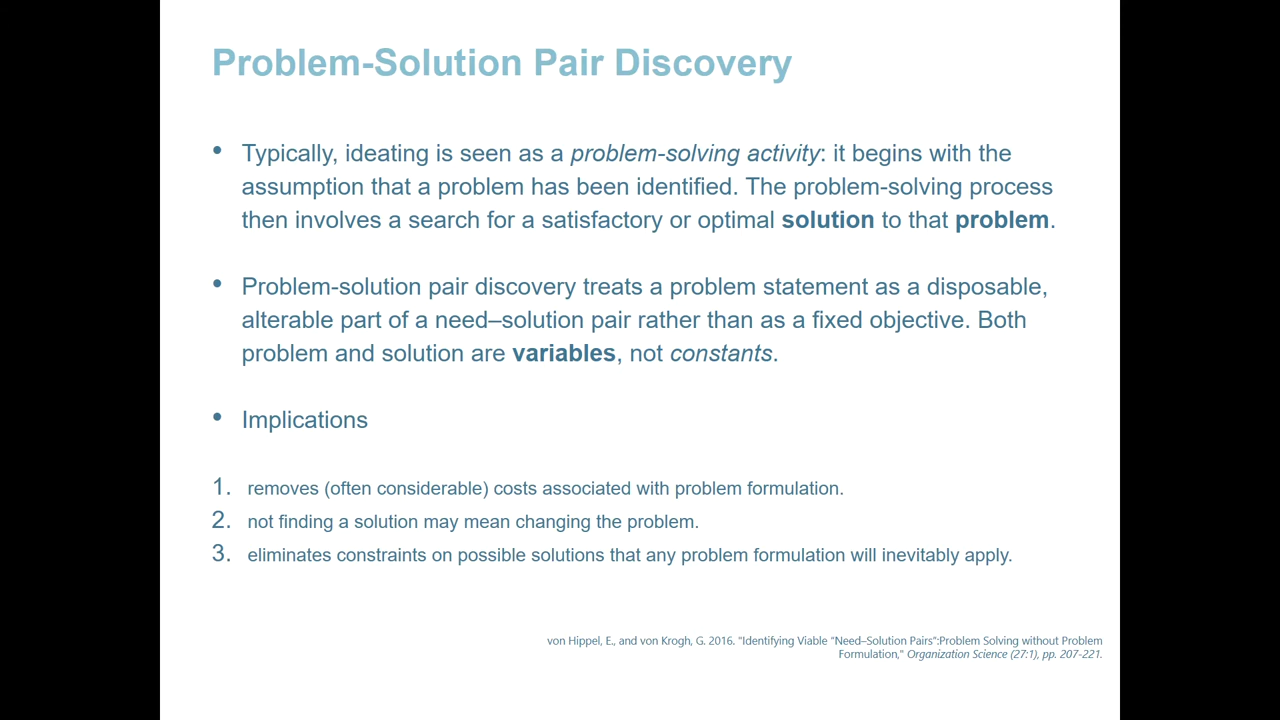 Problem-Solution Pair Discovery
• Typically, ideating is seen as a problem-solving activity: it begins with the
assumption that a problem has been identified. The problem-solving process
then involves a search for a satisfactory or optimal solution to that problem.
• Problem-solution pair discovery treats a problem statement as a disposable,
alterable part of a need–solution pair rather than as a fixed objective. Both
problem and solution are variables, not constants.
• Implications
1. removes (often considerable) costs associated with problem formulation.
2. not finding a solution may mean changing the problem.
3. eliminates constraints on possible solutions that any problem formulation will inevitably apply.
von Hippel, E., and von Krogh, G. 2016. "Identifying Viable "Need–Solution Pairs":Problem Solving without Problem
Formulation," Organization Science (27:1), pp. 207-221.